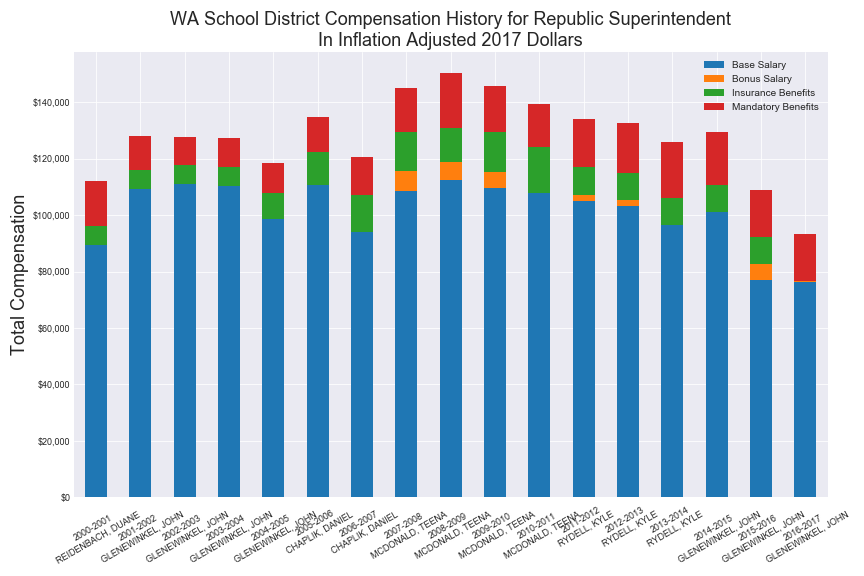 WA School District Compensation History for Republic Superintendent
In Inflation Adjusted 2017 Dollars
Base Salary
Bonus Salary
Insurance Benefits
Mandatory Benefits
Total Compensation
$140,000
$120,000
$100,000
$80,000
$60,000
$40,000
$20,000
$0
2000-2001
REIDENBACH, DUANE
2001-2002
GLENEWINKEL, JOHN
2002-2003
GLENEWINKEL, JOHN
2003-2004
GLENEWINKEL, JOHN
2004-2005
GLENEWINKEL, JOHN
2005-2006
CHAPLIK, DANIEL
2006-2007
CHAPLIK, DANIEL
2007-2008
MCDONALD, TEENA
2008-2009
MCDONALD, TEENA
2009-2010
MCDONALD, TEENA
2010-2011
MCDONALD, TEENA
2011-2012
RYDELL, KYLE
2012-2013
RYDELL, KYLE
2013-2014
RYDELL, KYLE
2014-2015
GLENEWINKEL, JOHN
2015-2016
GLENEWINKEL, JOHN
2016-2017
GLENEWINKEL, JOHN